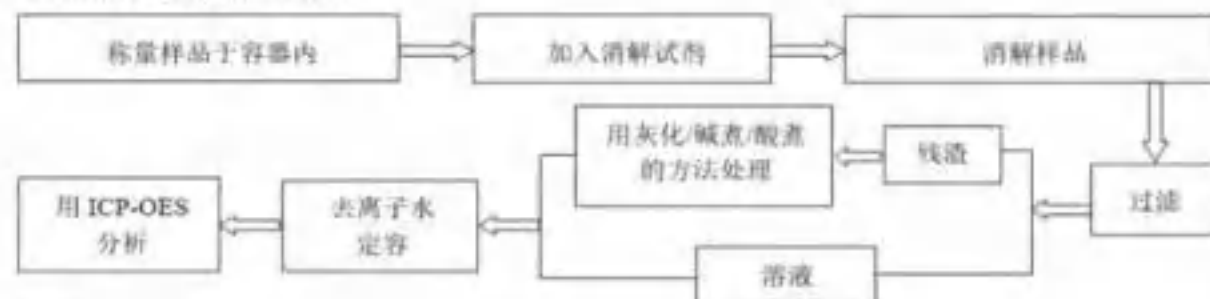 称量样品于容器内
加入消解试剂
消解样品
过滤
残渣
用灰化/碱煮/酸煮
的方法处理
溶液
去离子水
定容
用 ICP-OES
分析